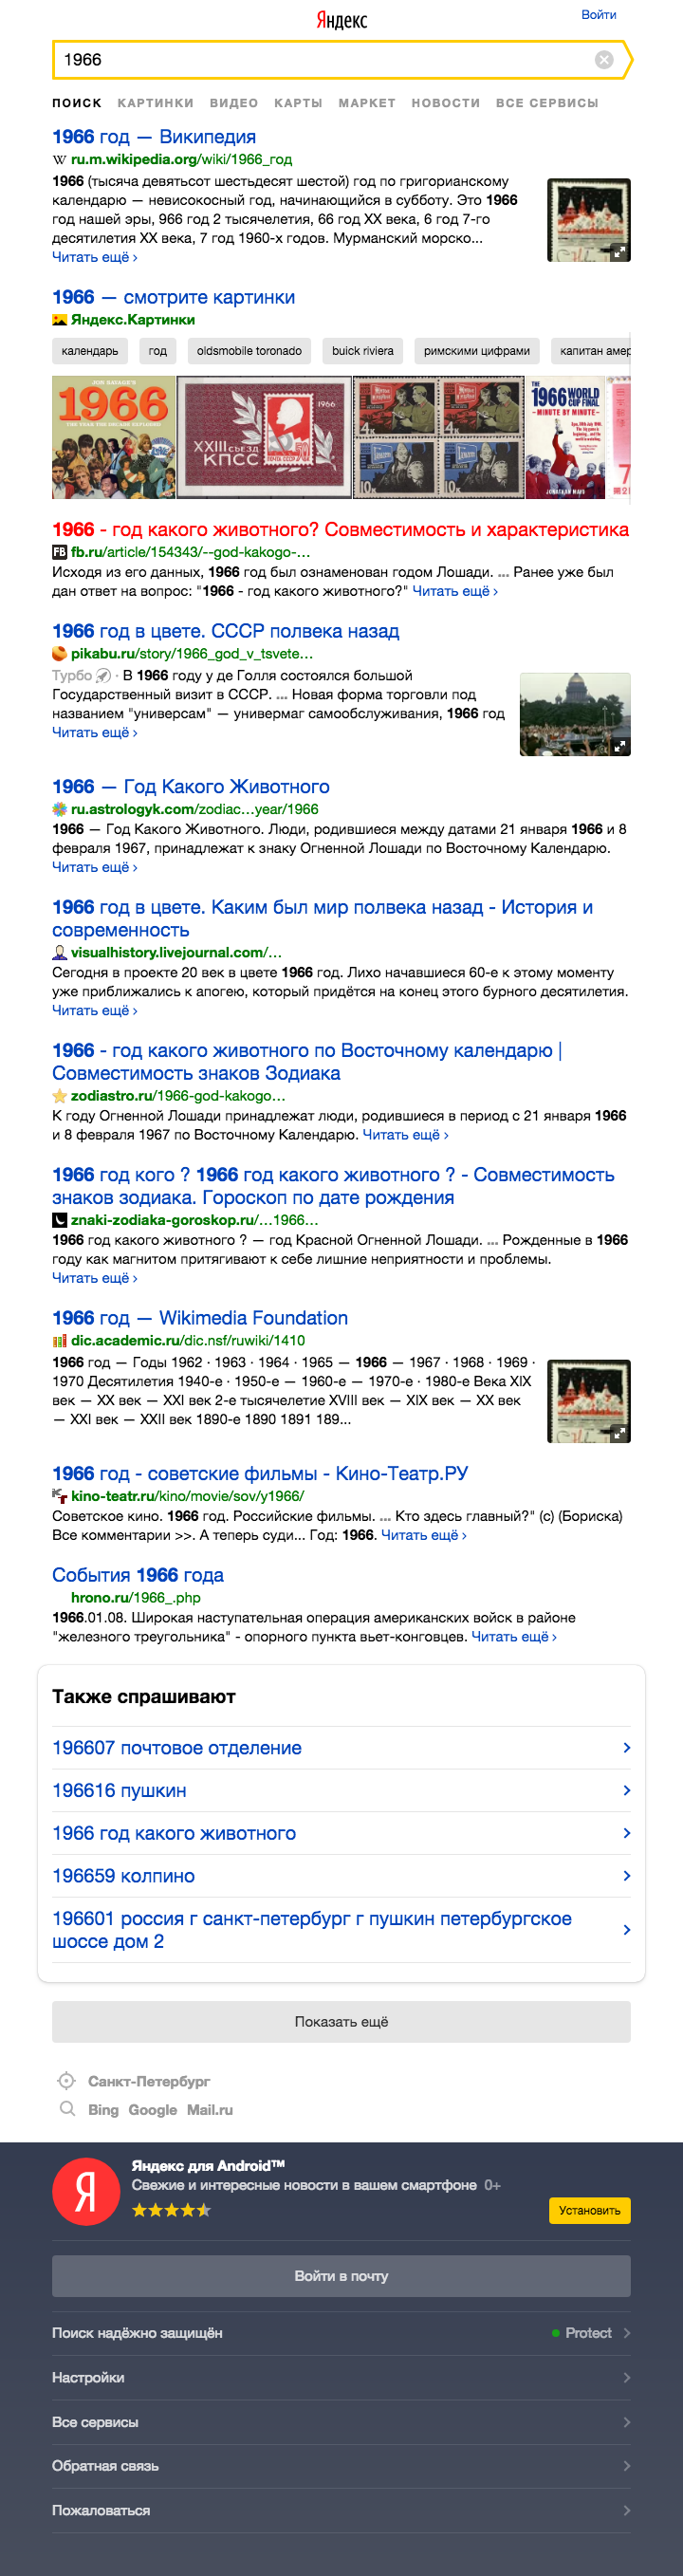 Яндекс
Войти
1966
ПОИСК КАРТИНКИ ВИДЕО КАРТЫ МАРКЕТ НОВОСТИ ВСЕ СЕРВИСЫ
1966 год — Википедия
ru.m.wikipedia.org/wiki/1966_год
1966 (тысяча девятьсот шестьдесят шестой) год по григорианскому
календарю — невисокосный год, начинающийся в субботу. Это 1966
год нашей эры, 966 год 2 тысячелетия, 66 год XX века, 6 год 7-го
десятилетия XX века, 7 год 1960-х годов. Мурманский морско...
Читать ещё ›
1966 — смотрите картинки
Яндекс.Картинки
календарь год oldsmobile toronado buick riviera римскими цифрами капитан амер
JON SAVAGE'S
1966
THE YEAR THE DECADE EXPLODED
1966
XXIII СЪЕЗД
КПСС
ПОЧТА СССР
4К 4К
10К 10К
THE
1966 WORLD
CUP FINAL
MINUTE BY MINUTE
JONATHAN MAYO
7
1966 - год какого животного? Совместимость и характеристика
FB fb.ru/article/154343/--god-kakogo-...
Исходя из его данных, 1966 год был ознаменован годом Лошади. ... Ранее уже был
дан ответ на вопрос: "1966 - год какого животного?" Читать ещё ›
1966 год в цвете. СССР полвека назад
pikabu.ru/story/1966_god_v_tsvete...
Турбо · В 1966 году у де Голля состоялся большой
Государственный визит в СССР. ... Новая форма торговли под
названием "универсам" — универмаг самообслуживания, 1966 год
Читать ещё ›
1966 — Год Какого Животного
ru.astrologyk.com/zodiac...year/1966
1966 — Год Какого Животного. Люди, родившиеся между датами 21 января 1966 и 8
февраля 1967, принадлежат к знаку Огненной Лошади по Восточному Календарю.
Читать ещё ›
1966 год в цвете. Каким был мир полвека назад - История и
современность
visualhistory.livejournal.com/...
Сегодня в проекте 20 век в цвете 1966 год. Лихо начавшиеся 60-е к этому моменту
уже приближались к апогею, который придётся на конец этого бурного десятилетия.
Читать ещё ›
1966 - год какого животного по Восточному календарю |
Совместимость знаков Зодиака
zodiastro.ru/1966-god-kakogo...
К году Огненной Лошади принадлежат люди, родившиеся в период с 21 января 1966
и 8 февраля 1967 по Восточному Календарю. Читать ещё ›
1966 год кого ? 1966 год какого животного ? - Совместимость
знаков зодиака. Гороскоп по дате рождения
znaki-zodiaka-goroskop.ru/...1966...
1966 год какого животного ? — год Красной Огненной Лошади. ... Рожденные в 1966
году как магнитом притягивают к себе лишние неприятности и проблемы.
Читать ещё ›
1966 год — Wikimedia Foundation
dic.academic.ru/dic.nsf/ruwiki/1410
1966 год — Годы 1962 · 1963 · 1964 · 1965 — 1966 — 1967 · 1968 · 1969 ·
1970 Десятилетия 1940-е · 1950-е — 1960-е — 1970-е · 1980-е Века XIX
век — XX век — XXI век 2-е тысячелетие XVIII век — XIX век — XX век
— XXI век — XXII век 1890-е 1890 1891 189...
1966 год - советские фильмы - Кино-Театр.РУ
kino-teatr.ru/kino/movie/sov/y1966/
Советское кино. 1966 год. Российские фильмы. ... Кто здесь главный?" (с) (Бориска)
Все комментарии >>. А теперь суди... Год: 1966. Читать ещё ›
События 1966 года
hrono.ru/1966_.php
1966.01.08. Широкая наступательная операция американских войск в районе
"железного треугольника" - опорного пункта вьет-конговцев. Читать ещё ›
Также спрашивают
196607 почтовое отделение
196616 пушкин
1966 год какого животного
196659 колпино
196601 россия г санкт-петербург г пушкин петербургское
шоссе дом 2
Показать ещё
Санкт-Петербург
Bing Google Mail.ru
Я
Яндекс для Android™
Свежие и интересные новости в вашем смартфоне 0+
Установить
Войти в почту
Поиск надёжно защищён Protect
Настройки
Все сервисы
Обратная связь
Пожаловаться